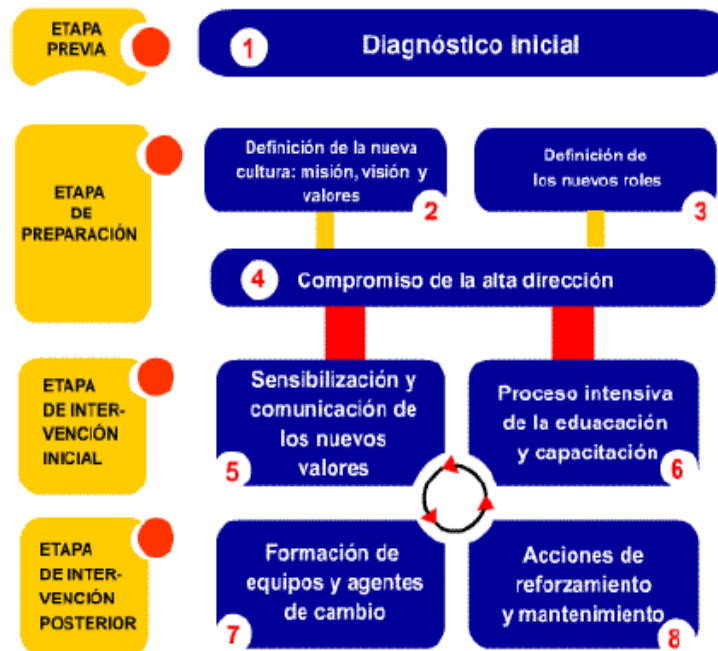 ETAPA
PREVIA
1
Diagnóstico Inicial
ETAPA
DE
PREPARACIÓN
Definición de la nueva
cultura: misión, visión y
valores
2
Definición de
los nuevos roles
3
4
Compromiso de la alta dirección
ETAPA
DE INTER-
VENCIÓN
INICIAL
Sensibilización y
comunicación de
los nuevos
valores
5
Proceso intensiva
de la eduacación
y capacitación
6
ETAPA
DE INTER-
VENCIÓN
POSTERIOR
Formación de
equipos y agentes
de cambio
7
Acciones de
reforzamiento
y mantenimiento
8